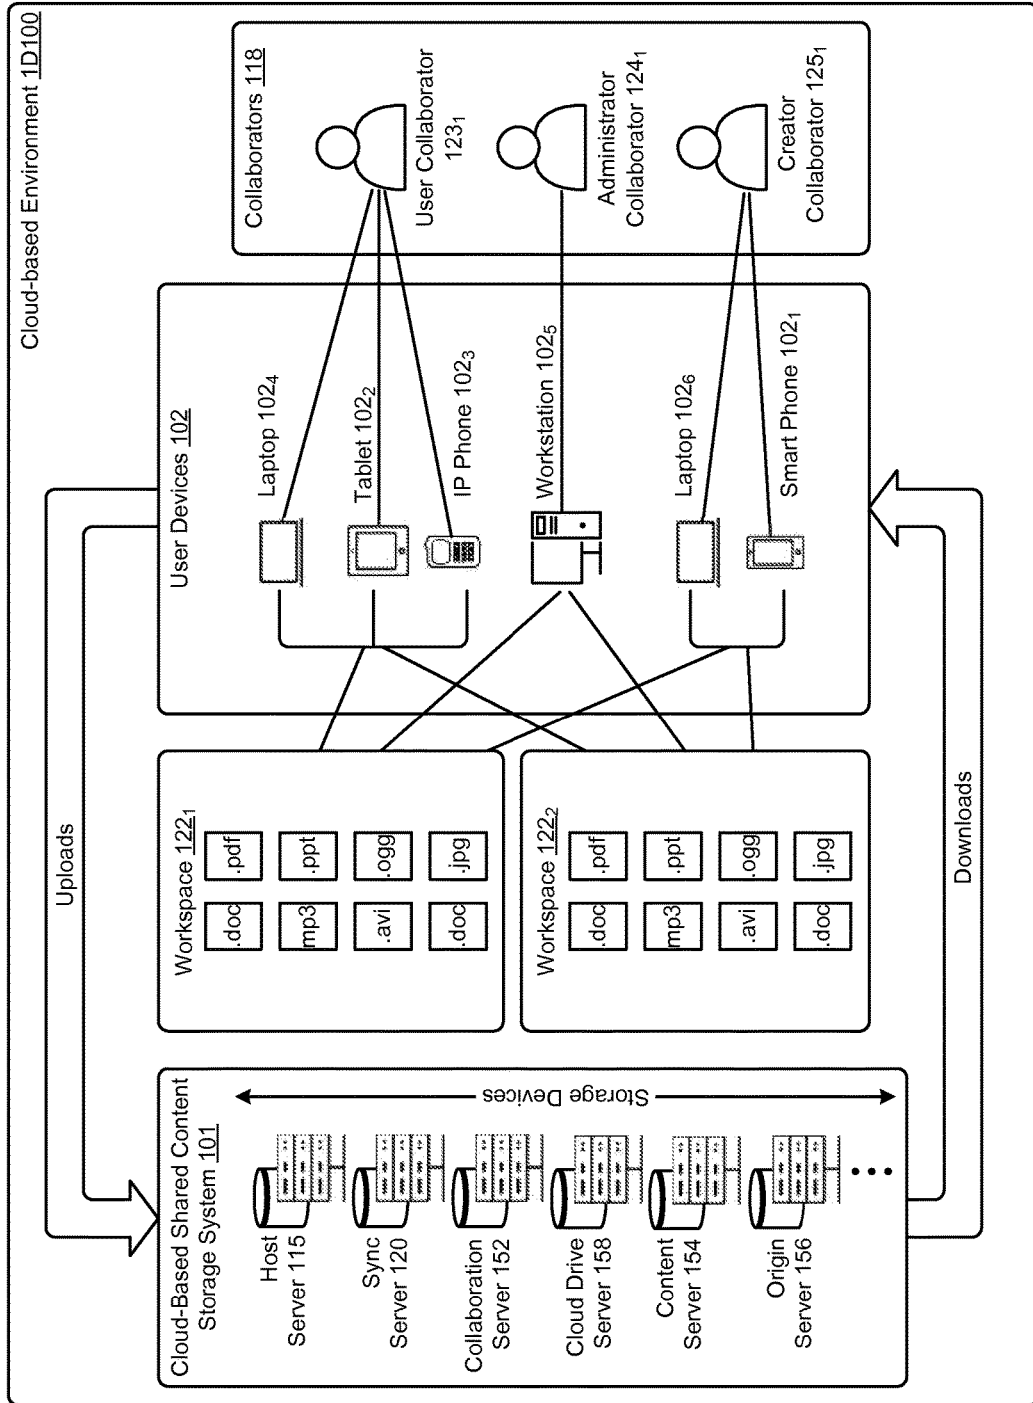 Cloud-based Environment 1D100
Uploads
Cloud-Based Shared Content
Storage System 101
Host
Server 115
Sync
Server 120
Collaboration
Server 152
Cloud Drive
Server 158
Content
Server 154
Origin
Server 156
Storage Devices
Workspace 122₁
.doc
.pdf
mp3
.ppt
.avi
.ogg
.doc
.jpg
Workspace 122₂
.doc
.pdf
mp3
.ppt
.avi
.ogg
.doc
.jpg
User Devices 102
Laptop 102₄
Tablet 102₂
IP Phone 102₃
Workstation 102₅
Laptop 102₆
Smart Phone 102₁
Collaborators 118
User Collaborator
123₁
Administrator
Collaborator 124₁
Creator
Collaborator 125₁
Downloads